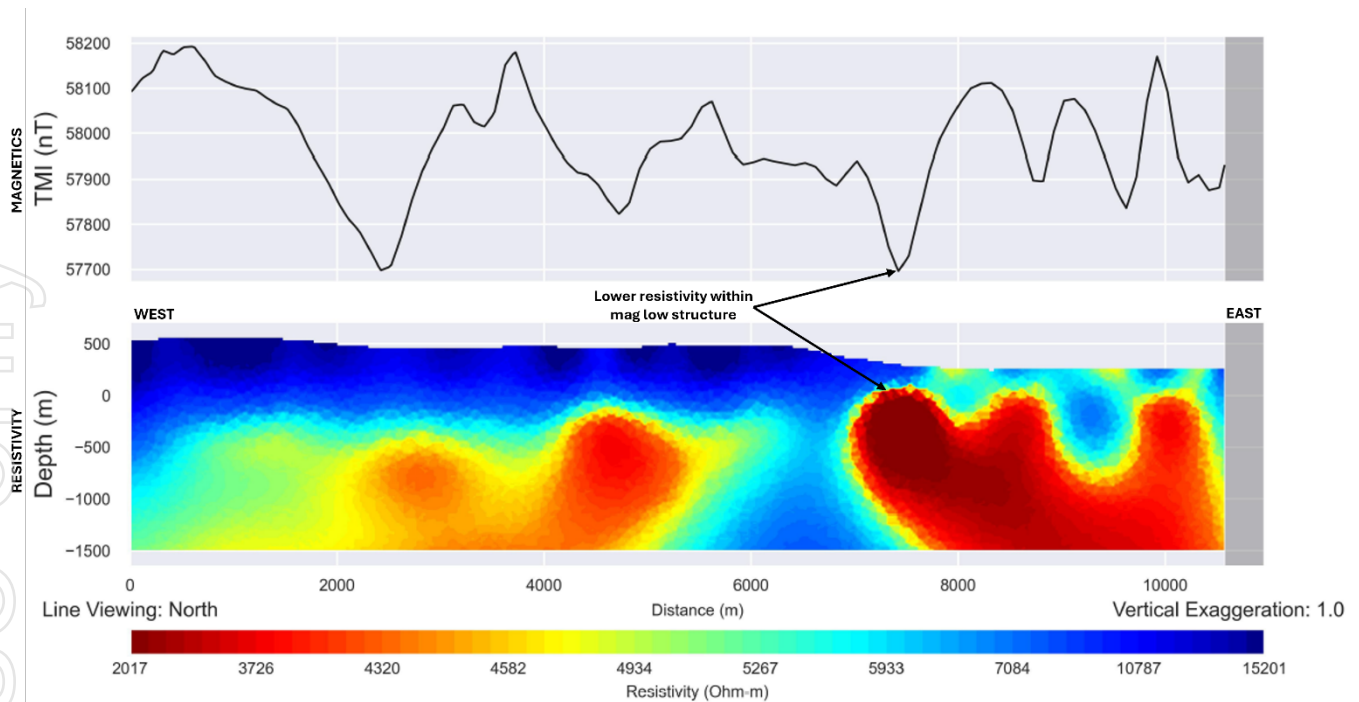 MAGNETICS
TMI (nT)
58200
58100
58000
57900
57800
57700
Lower resistivity within
mag low structure
WEST
EAST
RESISTIVITY
Depth (m)
500
0
−500
−1000
−1500
0 2000 4000 6000 8000 10000
Line Viewing: North
Distance (m)
Vertical Exaggeration: 1.0
2017 3726 4320 4582 4934 5267 5933 7084 10787 15201
Resistivity (Ohm-m)